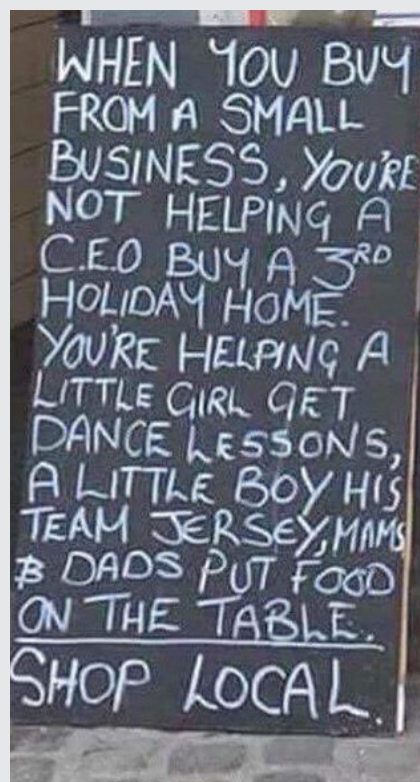 WHEN YOU BUY
FROM A SMALL
BUSINESS, YOU'RE
NOT HELPING A
C.E.O BUY A 3RD
HOLIDAY HOME.
YOU'RE HELPING A
LITTLE GIRL GET
DANCE LESSONS,
A LITTLE BOY HIS
TEAM JERSEY, MAMS
& DADS PUT FOOD
ON THE TABLE.
SHOP LOCAL.